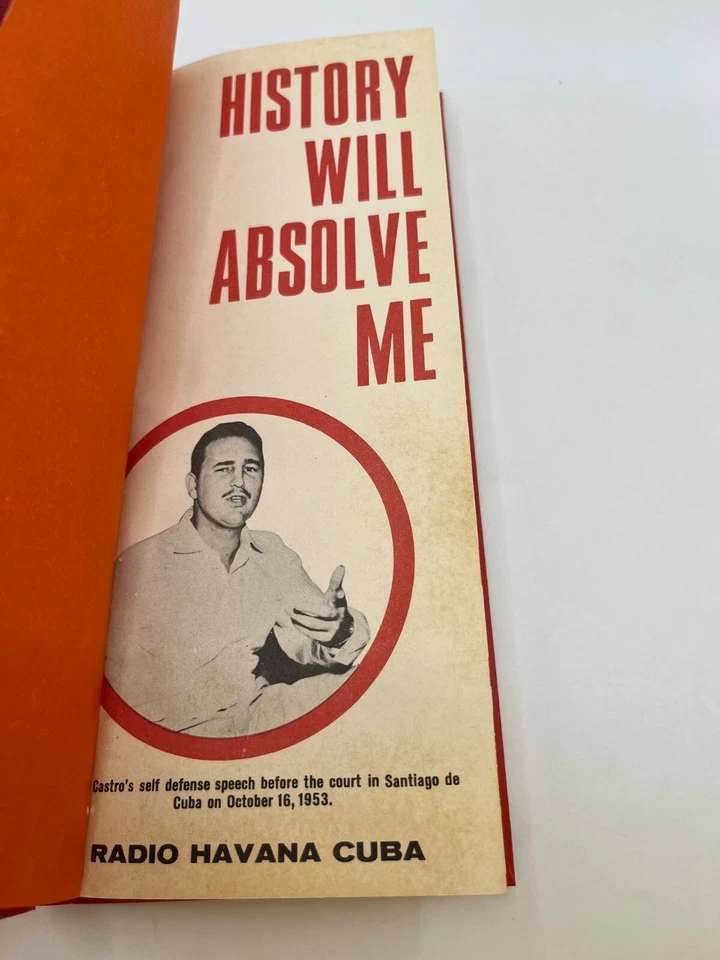 HISTORY
WILL
ABSOLVE
ME
Castro's self defense speech before the court in Santiago de
Cuba on October 16, 1953.
RADIO HAVANA CUBA